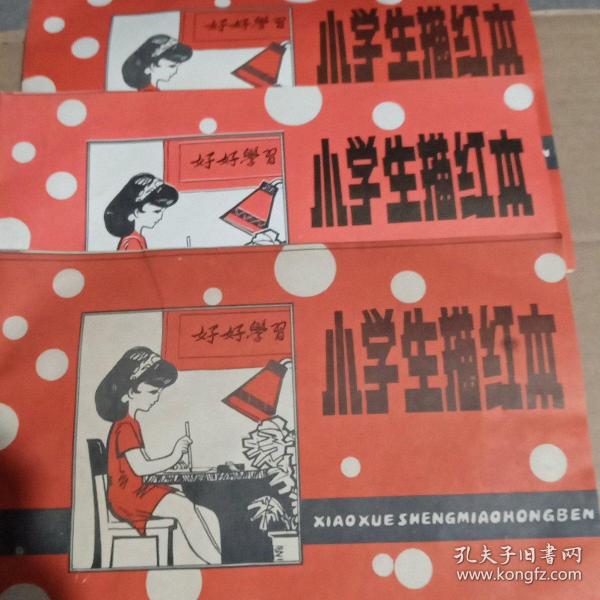 好好學習
小学生描红本
好好學習
小学生描红本
好好學習
小学生描红本
XIAOXUESHENGMIAOHONGBEN
孔夫子旧书网
www.kongfz.com